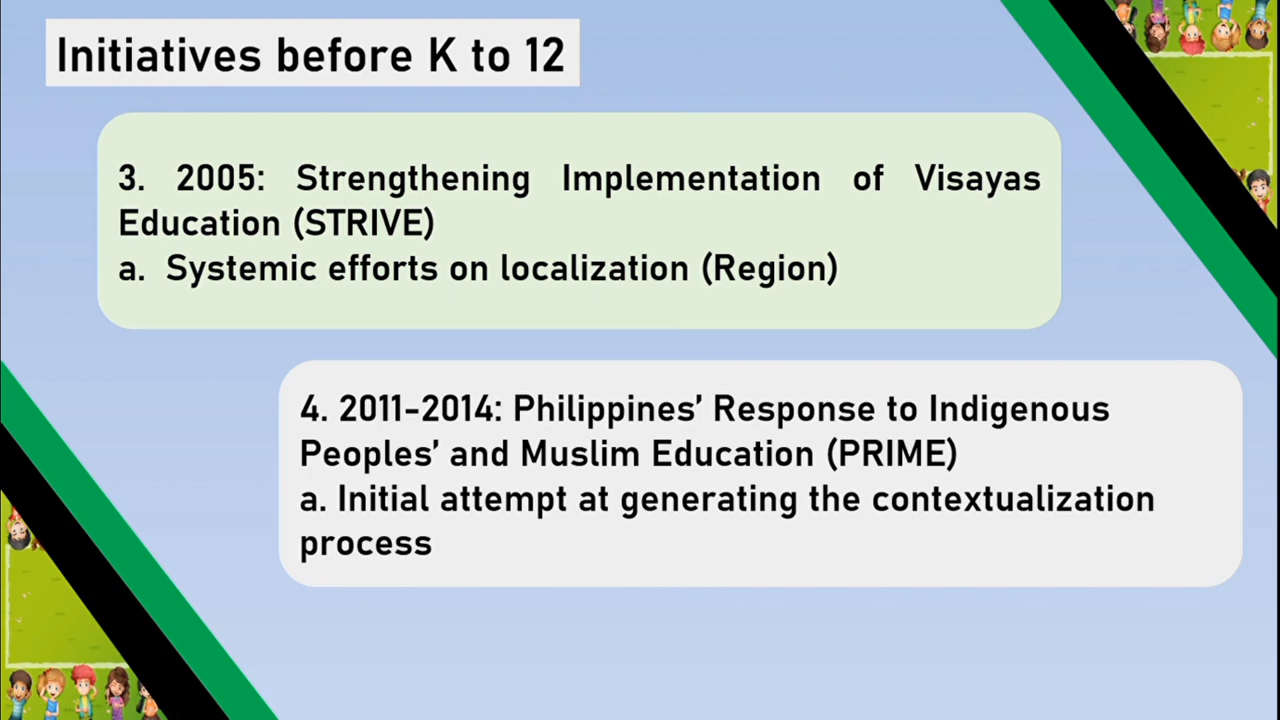 Initiatives before K to 12
3. 2005: Strengthening Implementation of Visayas
Education (STRIVE)
a. Systemic efforts on localization (Region)
4. 2011-2014: Philippines’ Response to Indigenous
Peoples’ and Muslim Education (PRIME)
a. Initial attempt at generating the contextualization
process